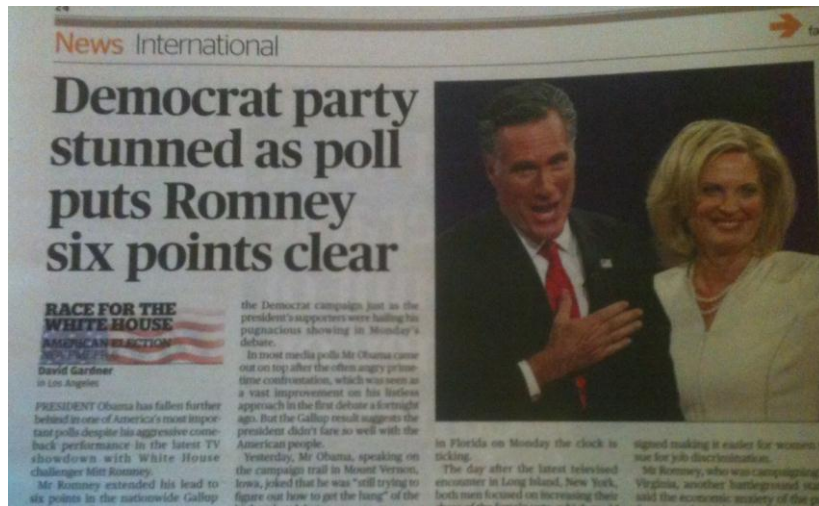 24
News International
fa
Democrat party
stunned as poll
puts Romney
six points clear
RACE FOR THE
WHITE HOUSE
AMERICAN ELECTION
David Gardner
in Los Angeles
PRESIDENT Obama has fallen further
behind in one of America's most impor-
tant polls despite his aggressive come-
back performance in the latest TV
showdown with White House
challenger Mitt Romney.
Mr Romney extended his lead to
six points in the nationwide Gallup
the Democrat campaign just as the
president's supporters were hailing his
pugnacious showing in Monday's
debate.
In most media polls Mr Obama came
out on top after the often angry prime-
time confrontation, which was seen as
a vast improvement on his listless
approach in the first debate a fortnight
ago. But the Gallup result suggests the
president didn't fare so well with the
American people.
Yesterday, Mr Obama, speaking on
the campaign trail in Mount Vernon,
Iowa, joked that he was "still trying to
figure out how to get the hang" of the
in Florida on Monday the clock is
ticking.
The day after the latest televised
encounter in Long Island, New York,
both men focused on increasing their
signed making it easier for women
sue for job discrimination.
Mr Romney, who was campaigning
Virginia, another battleground sta
said the economic anxiety of the